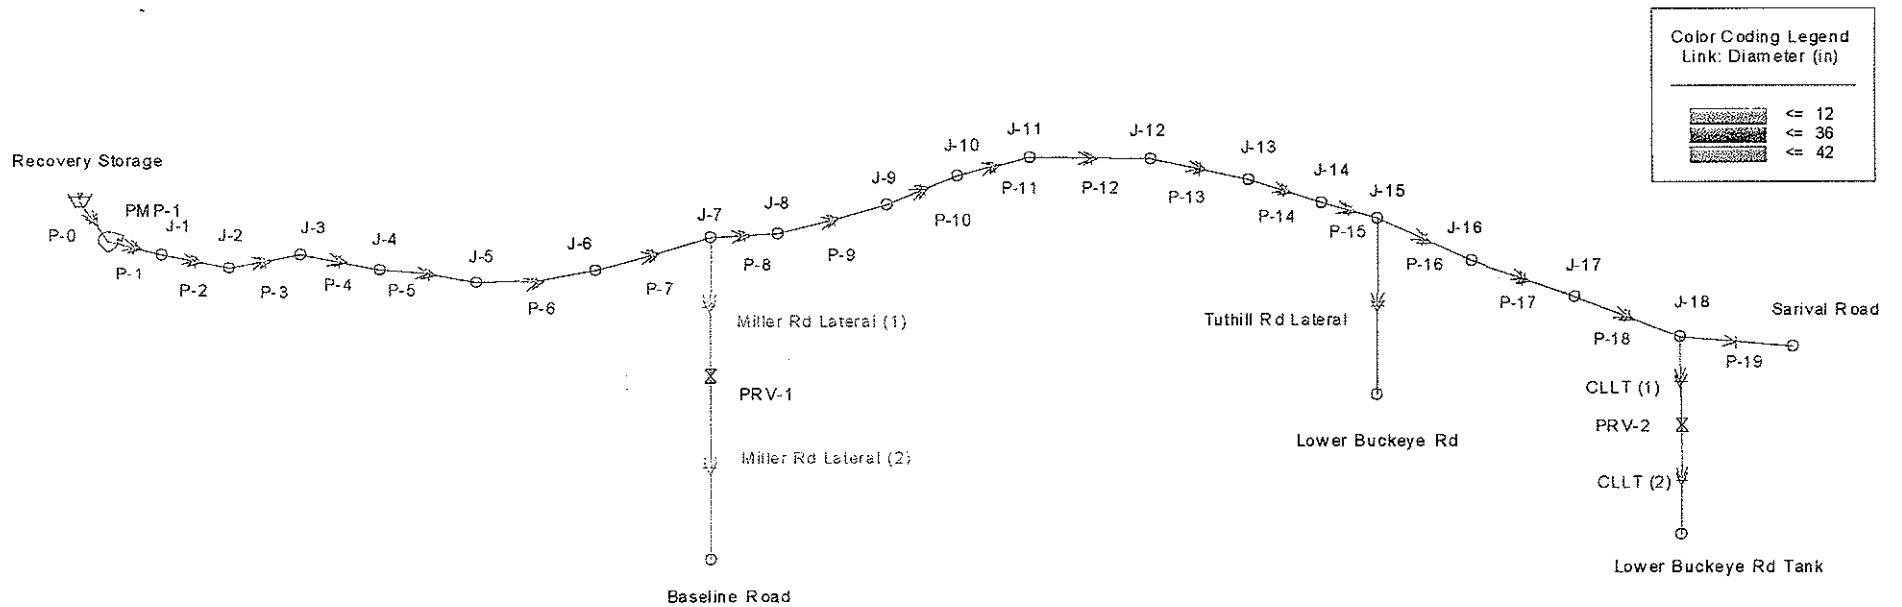 Color Coding Legend
Link: Diameter (in)
<= 12
<= 36
<= 42
Recovery Storage
P-0
PMP-1
J-1
P-1
J-2
P-2
J-3
P-3
J-4
P-4
P-5
J-5
P-6
J-6
P-7
J-7
P-8
J-8
P-9
J-9
P-10
J-10
P-11
J-11
P-12
J-12
P-13
J-13
P-14
J-14
P-15
J-15
P-16
J-16
P-17
J-17
P-18
J-18
P-19
Sarival Road
Miller Rd Lateral (1)
PRV-1
Miller Rd Lateral (2)
Baseline Road
Tuthill Rd Lateral
Lower Buckeye Rd
CLLT (1)
PRV-2
CLLT (2)
Lower Buckeye Rd Tank